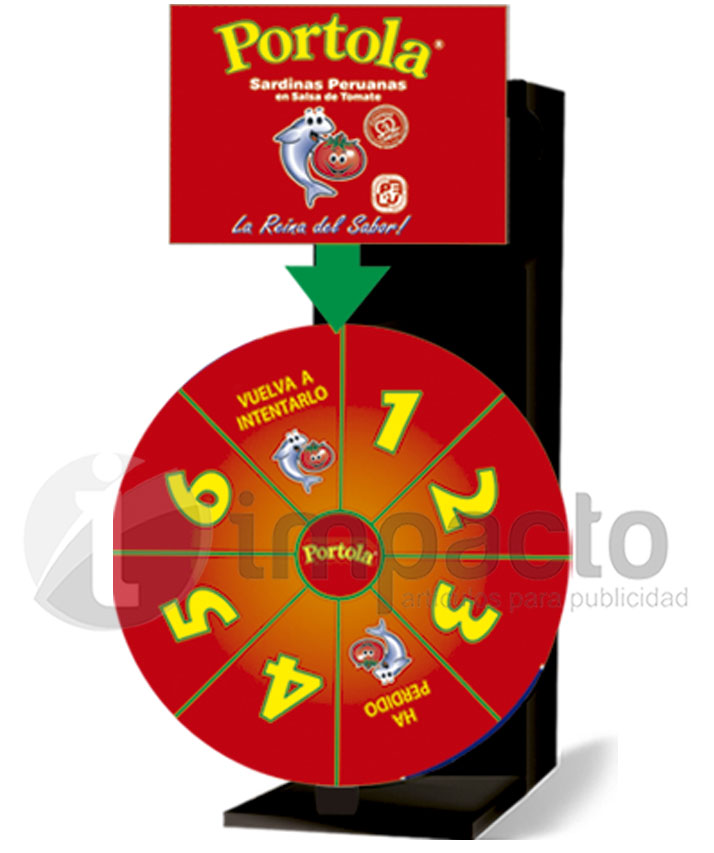 Portola®
Sardinas Peruanas
en Salsa de Tomate
La Reina del Sabor!
VUELVA A
INTENTARLO
1
2
3
HA
PERDIDO
4
5
6
Portola
impacto
artículos para publicidad